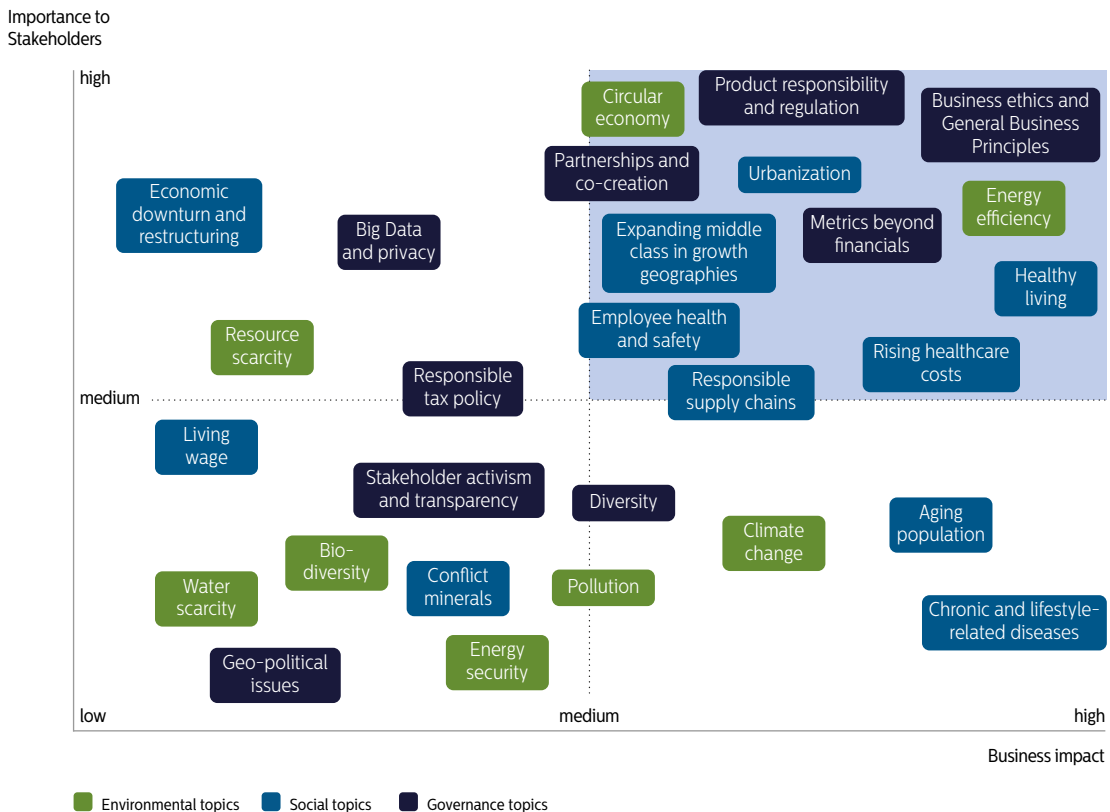 Importance to
Stakeholders
high
Circular
economy
Product responsibility
and regulation
Business ethics and
General Business
Principles
Partnerships and
co-creation
Urbanization
Economic
downturn and
restructuring
Energy
efficiency
Big Data
and privacy
Expanding middle
class in growth
geographies
Metrics beyond
financials
Healthy
living
Resource
scarcity
Employee health
and safety
Rising healthcare
costs
Responsible
tax policy
Responsible
supply chains
medium
Living
wage
Stakeholder activism
and transparency
Diversity
Aging
population
Climate
change
Bio-
diversity
Water
scarcity
Conflict
minerals
Pollution
Chronic and lifestyle-
related diseases
Geo-political
issues
Energy
security
low
medium
high
Business impact
Environmental topics
Social topics
Governance topics